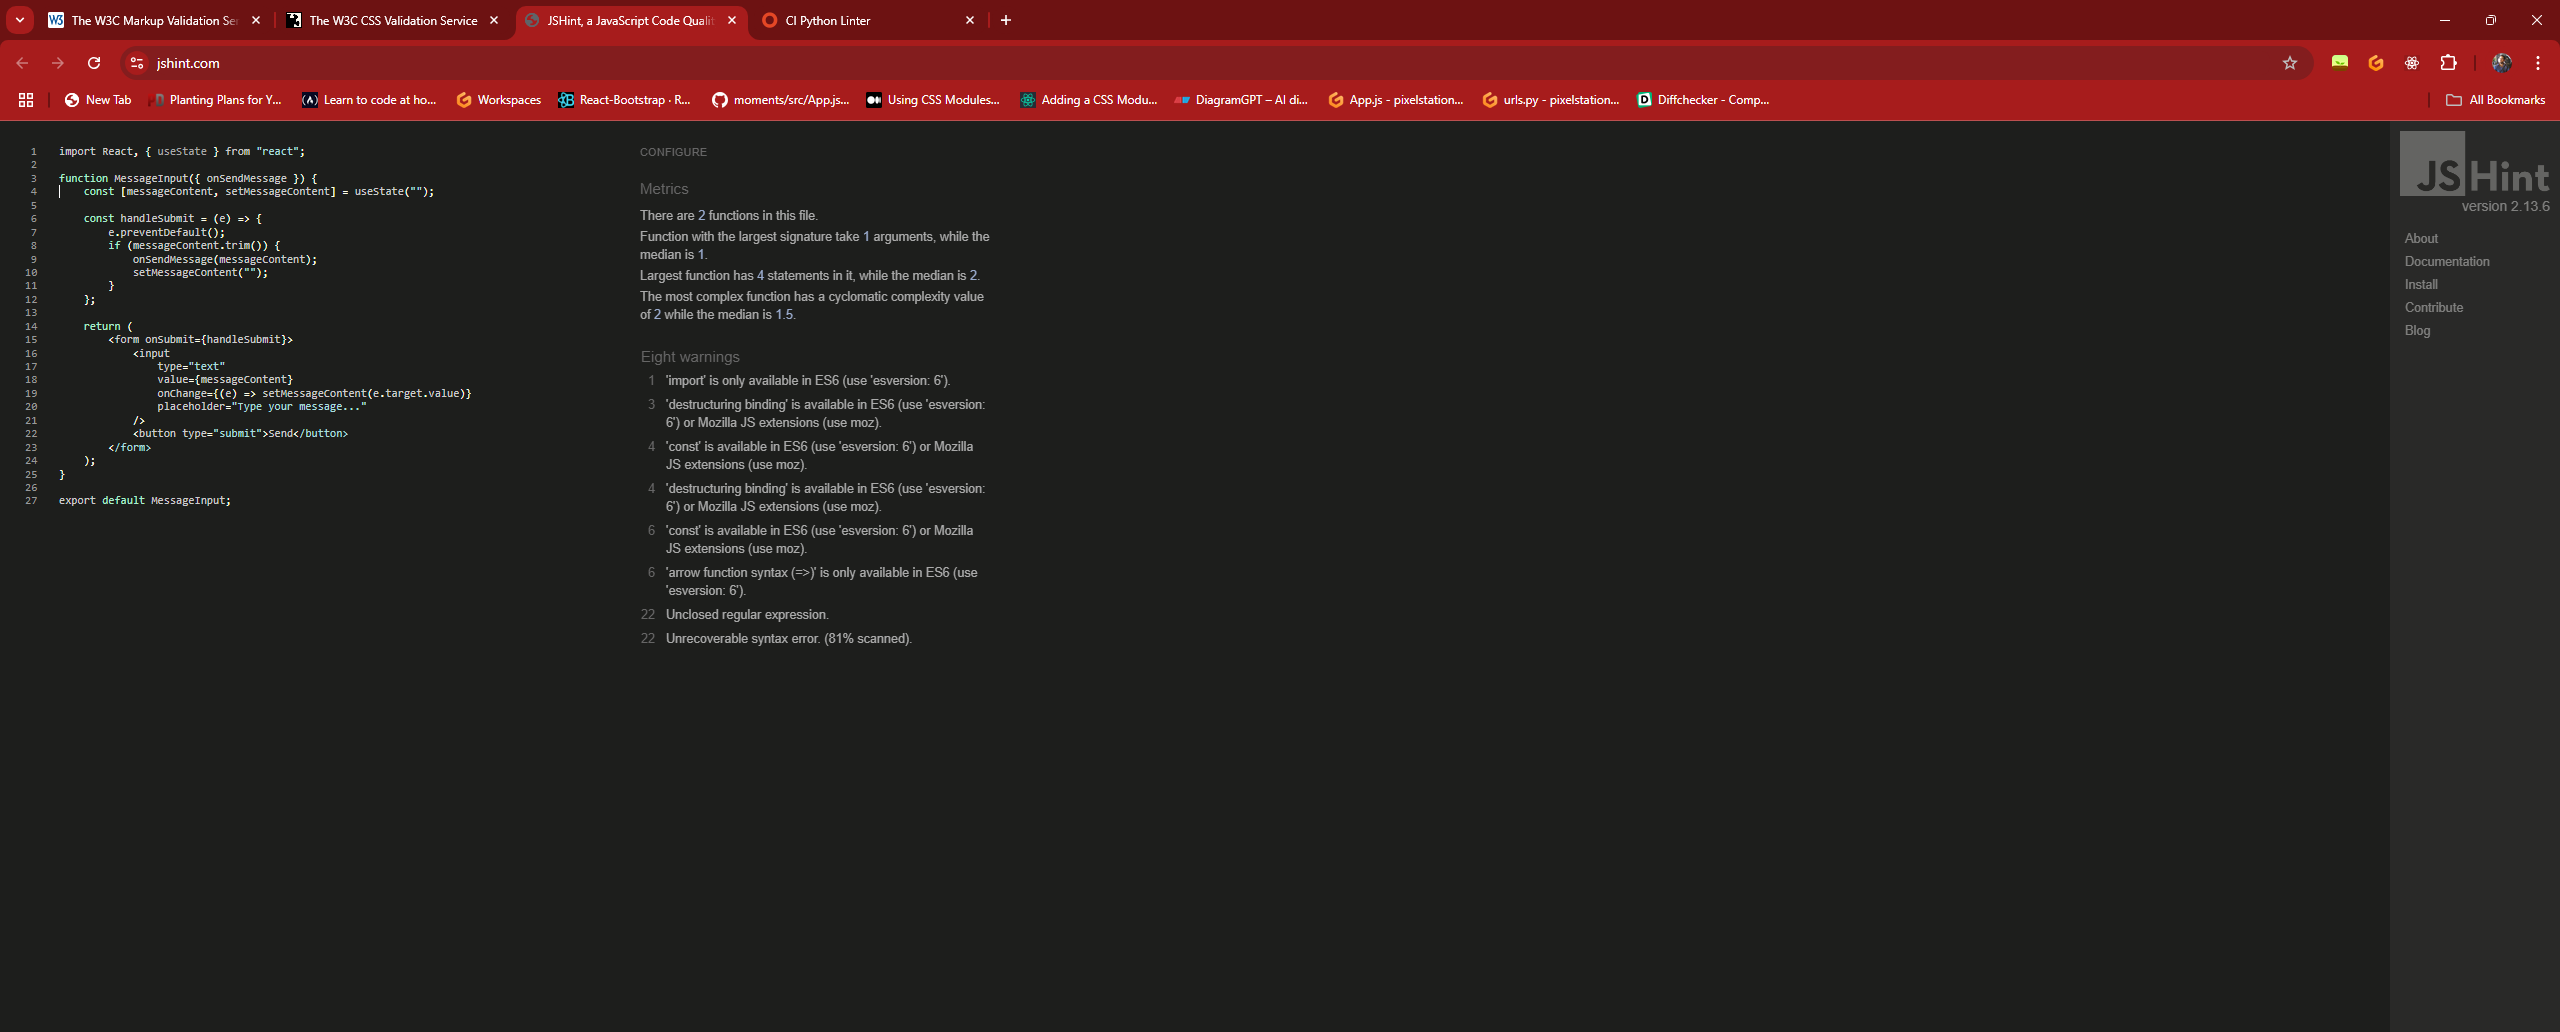 The W3C Markup Validation Se
The W3C CSS Validation Service
JSHint, a JavaScript Code Qualit
CI Python Linter
jshint.com
New Tab
Planting Plans for Y...
Learn to code at ho...
Workspaces
React-Bootstrap · R...
moments/src/App.js...
Using CSS Modules...
Adding a CSS Modu...
DiagramGPT – AI di...
App.js - pixelstation...
urls.py - pixelstation...
Diffchecker - Comp...
All Bookmarks
1 import React, { useState } from "react";
2
3 function MessageInput({ onSendMessage }) {
4 const [messageContent, setMessageContent] = useState("");
5
6 const handleSubmit = (e) => {
7 e.preventDefault();
8 if (messageContent.trim()) {
9 onSendMessage(messageContent);
10 setMessageContent("");
11 }
12 };
13
14 return (
15 <form onSubmit={handleSubmit}>
16 <input
17 type="text"
18 value={messageContent}
19 onChange={(e) => setMessageContent(e.target.value)}
20 placeholder="Type your message..."
21 />
22 <button type="submit">Send</button>
23 </form>
24 );
25 }
26
27 export default MessageInput;
CONFIGURE
Metrics
There are 2 functions in this file.
Function with the largest signature take 1 arguments, while the
median is 1.
Largest function has 4 statements in it, while the median is 2.
The most complex function has a cyclomatic complexity value
of 2 while the median is 1.5.
Eight warnings
1 'import' is only available in ES6 (use 'esversion: 6').
3 'destructuring binding' is available in ES6 (use 'esversion:
6') or Mozilla JS extensions (use moz).
4 'const' is available in ES6 (use 'esversion: 6') or Mozilla
JS extensions (use moz).
4 'destructuring binding' is available in ES6 (use 'esversion:
6') or Mozilla JS extensions (use moz).
6 'const' is available in ES6 (use 'esversion: 6') or Mozilla
JS extensions (use moz).
6 'arrow function syntax (=>)' is only available in ES6 (use
'esversion: 6').
22 Unclosed regular expression.
22 Unrecoverable syntax error. (81% scanned).
JSHint
version 2.13.6
About
Documentation
Install
Contribute
Blog